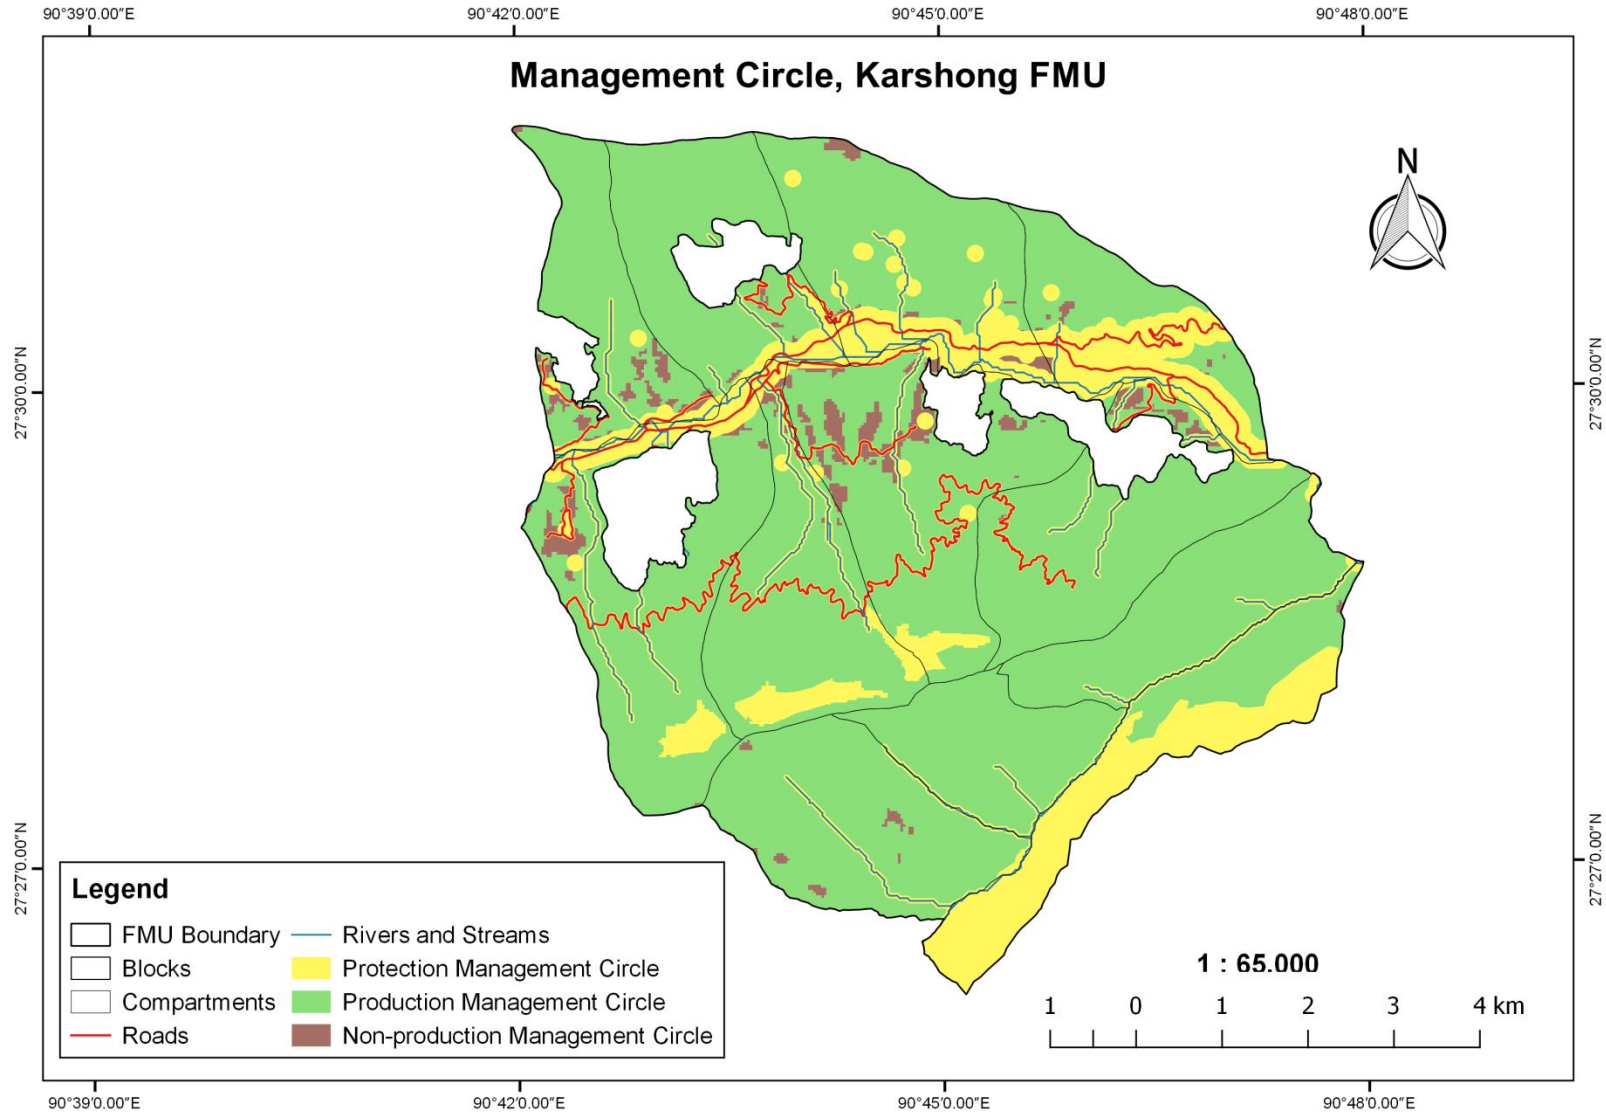 90°39′0.00″E 90°42′0.00″E 90°45′0.00″E 90°48′0.00″E
Management Circle, Karshong FMU
N
27°30′0.00″N 27°30′0.00″N
27°27′0.00″N 27°27′0.00″N
Legend
FMU Boundary
Blocks
Compartments
Roads
Rivers and Streams
Protection Management Circle
Production Management Circle
Non-production Management Circle
1 : 65.000
1 0 1 2 3 4 km
90°39′0.00″E 90°42′0.00″E 90°45′0.00″E 90°48′0.00″E